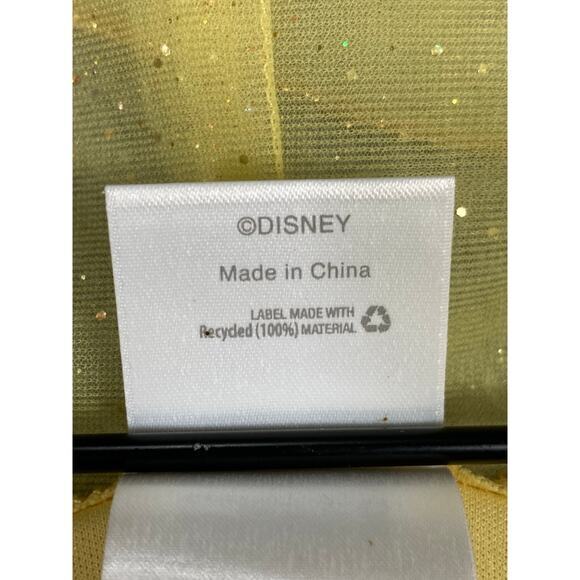 ©DISNEY
Made in China
LABEL MADE WITH
Recycled (100%) MATERIAL